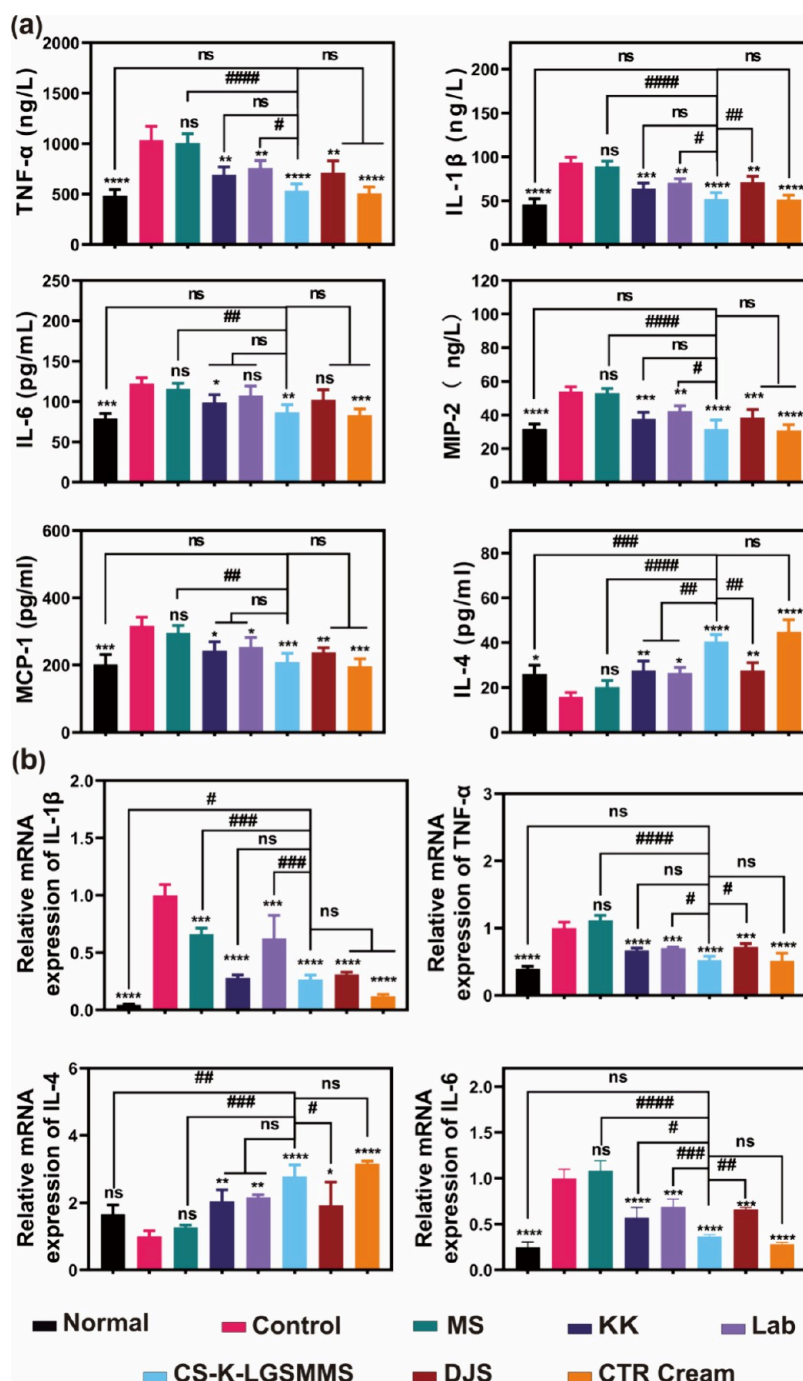 (a)
2000
1500
1000
500
0
TNF-α (ng/L)
ns ns
####
ns
#
**** ns ** ** **** ** ****
200
150
100
50
0
IL-1β (ng/L)
ns ns
####
ns ##
#
**** ns *** ** **** ** ****
250
200
150
100
50
0
IL-6 (pg/mL)
ns ns
##
ns
*** ns * ns ** ns ***
120
100
80
60
40
20
0
MIP-2 ( ng/L)
ns ns
####
ns
#
**** ns *** ** **** *** ****
600
400
200
0
MCP-1 (pg/ml)
ns ns
##
ns
*** ns * * *** ** ***
80
60
40
20
0
IL-4 (pg/ml)
### ns
####
## ##
* ns ** * **** ** ****
(b)
2.0
1.5
1.0
0.5
0.0
Relative mRNA
expression of IL-1β
#
###
ns
###
ns
**** *** **** *** **** **** ****
3
2
1
0
Relative mRNA
expression of TNF-α
ns
####
ns ns
# #
**** ns **** *** **** *** ****
6
4
2
0
Relative mRNA
expression of IL-4
## ns
###
ns #
ns ns ** ** **** * ****
2.0
1.5
1.0
0.5
0.0
Relative mRNA
expression of IL-6
ns
####
# ns
### ##
**** ns **** *** **** *** ****
Normal Control MS KK Lab
CS-K-LGSMMS DJS CTR Cream